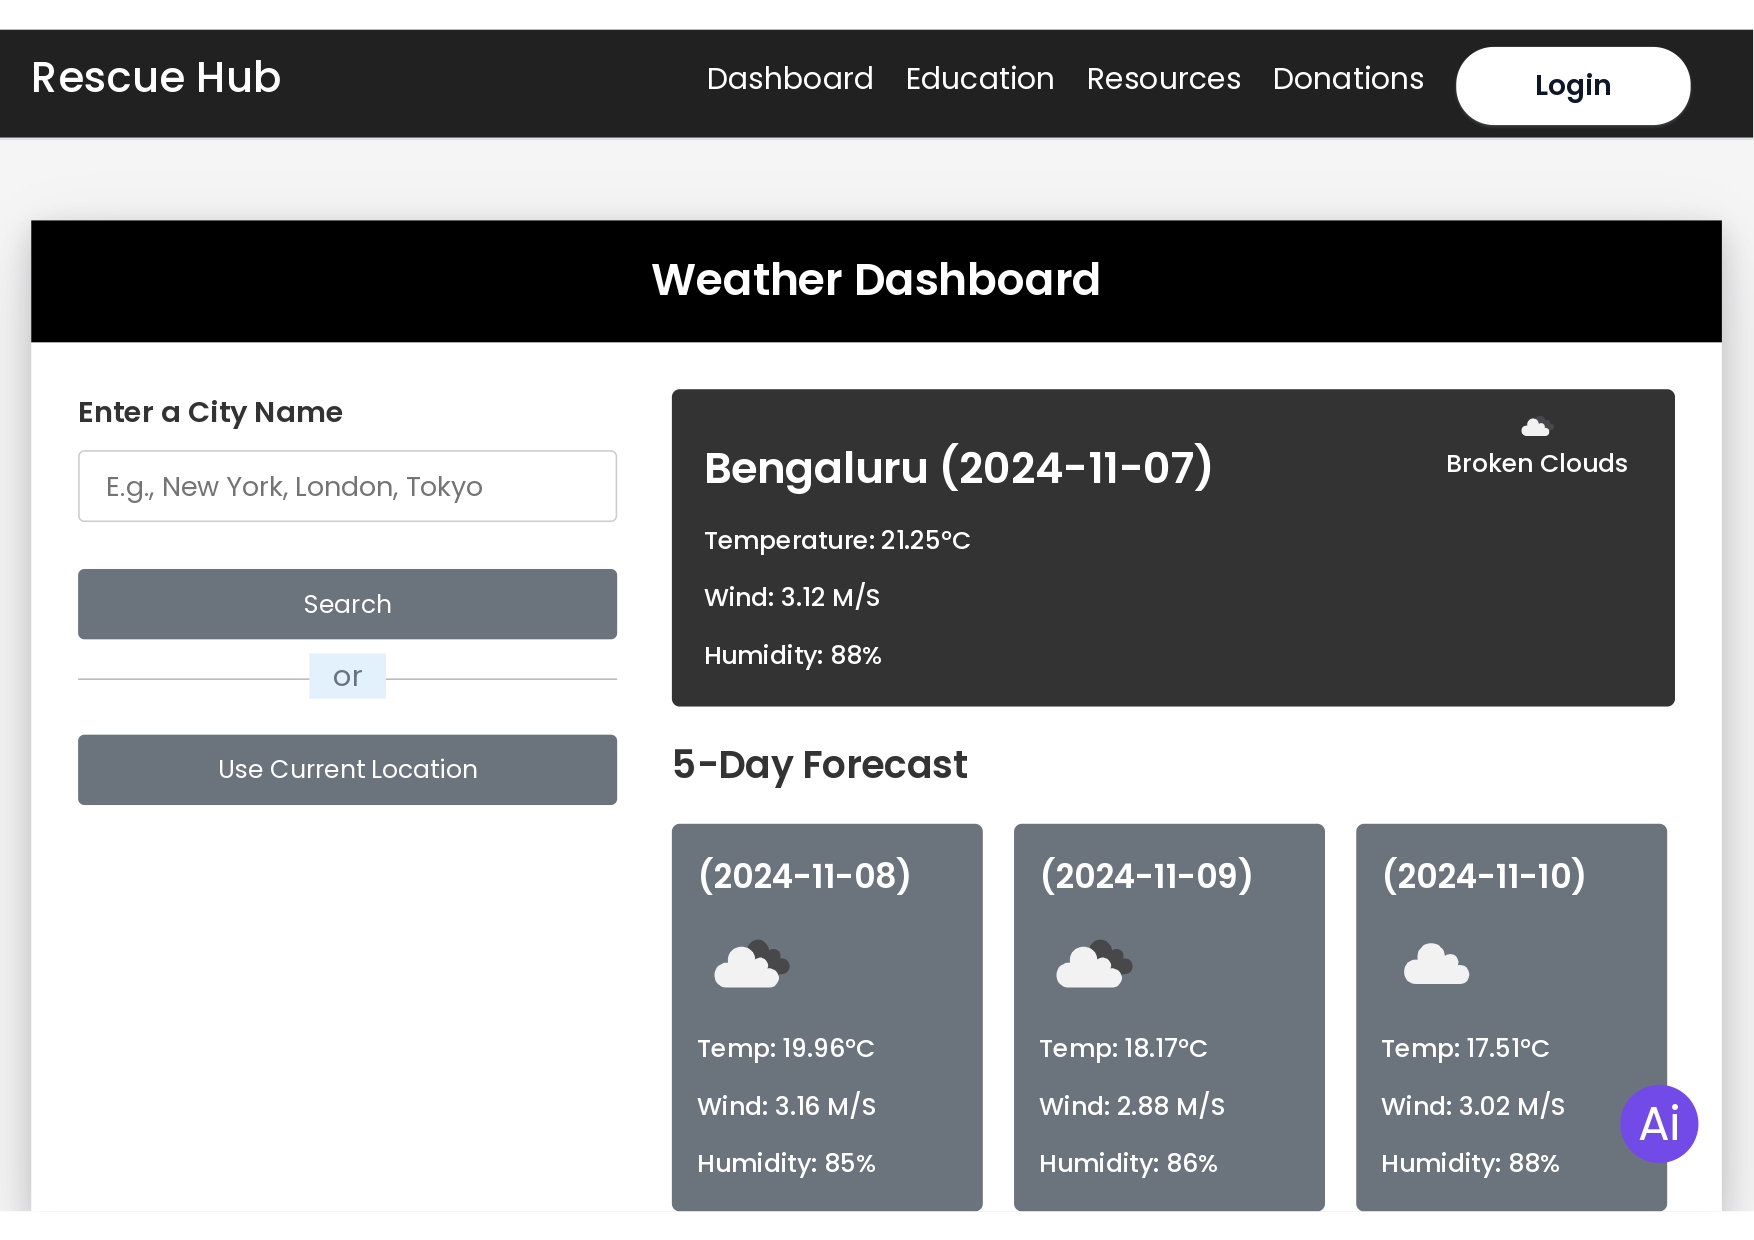 Rescue Hub
Dashboard Education Resources Donations Login
Weather Dashboard
Enter a City Name
E.g., New York, London, Tokyo
Search
or
Use Current Location
Broken Clouds
Bengaluru (2024-11-07)
Temperature: 21.25°C
Wind: 3.12 M/S
Humidity: 88%
5-Day Forecast
(2024-11-08)
Temp: 19.96°C
Wind: 3.16 M/S
Humidity: 85%
(2024-11-09)
Temp: 18.17°C
Wind: 2.88 M/S
Humidity: 86%
(2024-11-10)
Temp: 17.51°C
Wind: 3.02 M/S
Humidity: 88%
Ai